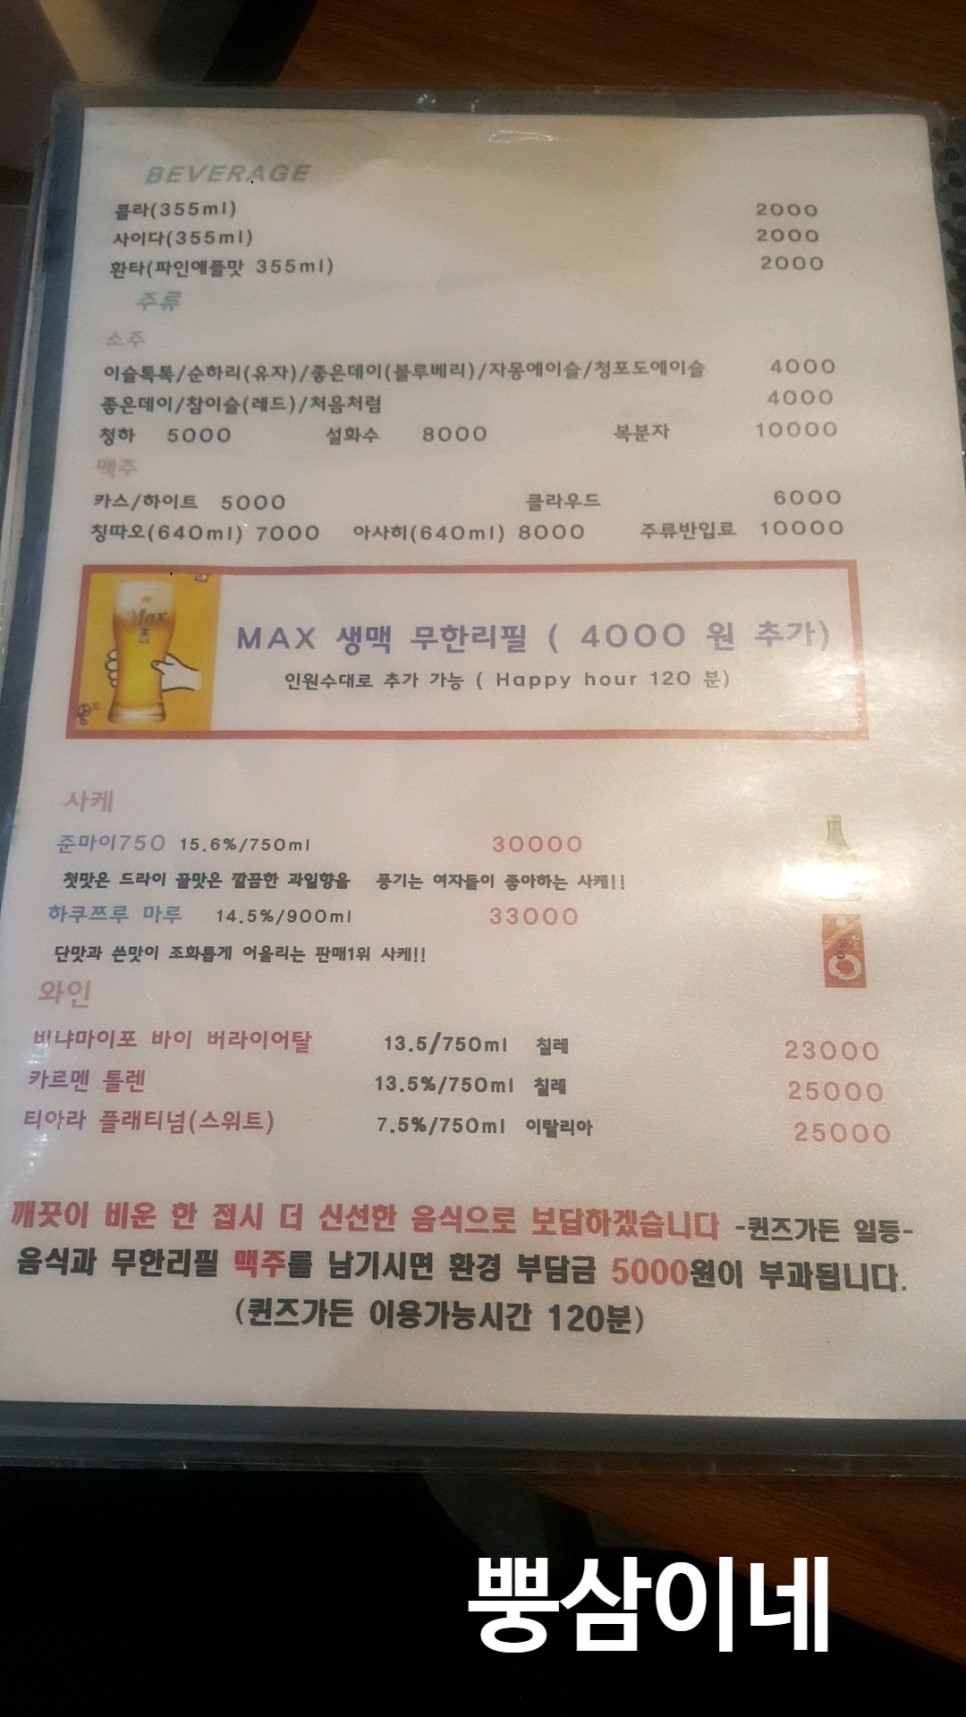 BEVERAGE
콜라(355ml) 2000
사이다(355ml) 2000
환타(파인애플맛 355ml) 2000
주류
소주
이슬톡톡/순하리(유자)/좋은데이(블루베리)/자몽에이슬/청포도에이슬 4000
좋은데이/참이슬(레드)/처음처럼 4000
청하 5000 설화수 8000 복분자 10000
맥주
카스/하이트 5000 클라우드 6000
칭따오(640ml) 7000 아사히(640ml) 8000 주류반입료 10000
Max
MAX 생맥 무한리필 ( 4000 원 추가)
인원수대로 추가 가능 ( Happy hour 120 분)
사케
준마이750 15.6%/750ml 30000
첫맛은 드라이 끝맛은 깔끔한 과일향을 풍기는 여자들이 좋아하는 사케!!
하쿠쯔루 마루 14.5%/900ml 33000
단맛과 쓴맛이 조화롭게 어울리는 판매1위 사케!!
와인
비냐마이포 바이 버라이어탈 13.5/750ml 칠레 23000
카르멘 톨렌 13.5%/750ml 칠레 25000
티아라 플래티넘(스위트) 7.5%/750ml 이탈리아 25000
깨끗이 비운 한 접시 더 신선한 음식으로 보답하겠습니다 -퀸즈가든 일동-
음식과 무한리필 맥주를 남기시면 환경 부담금 5000원이 부과됩니다.
(퀸즈가든 이용가능시간 120분)
뿡삼이네